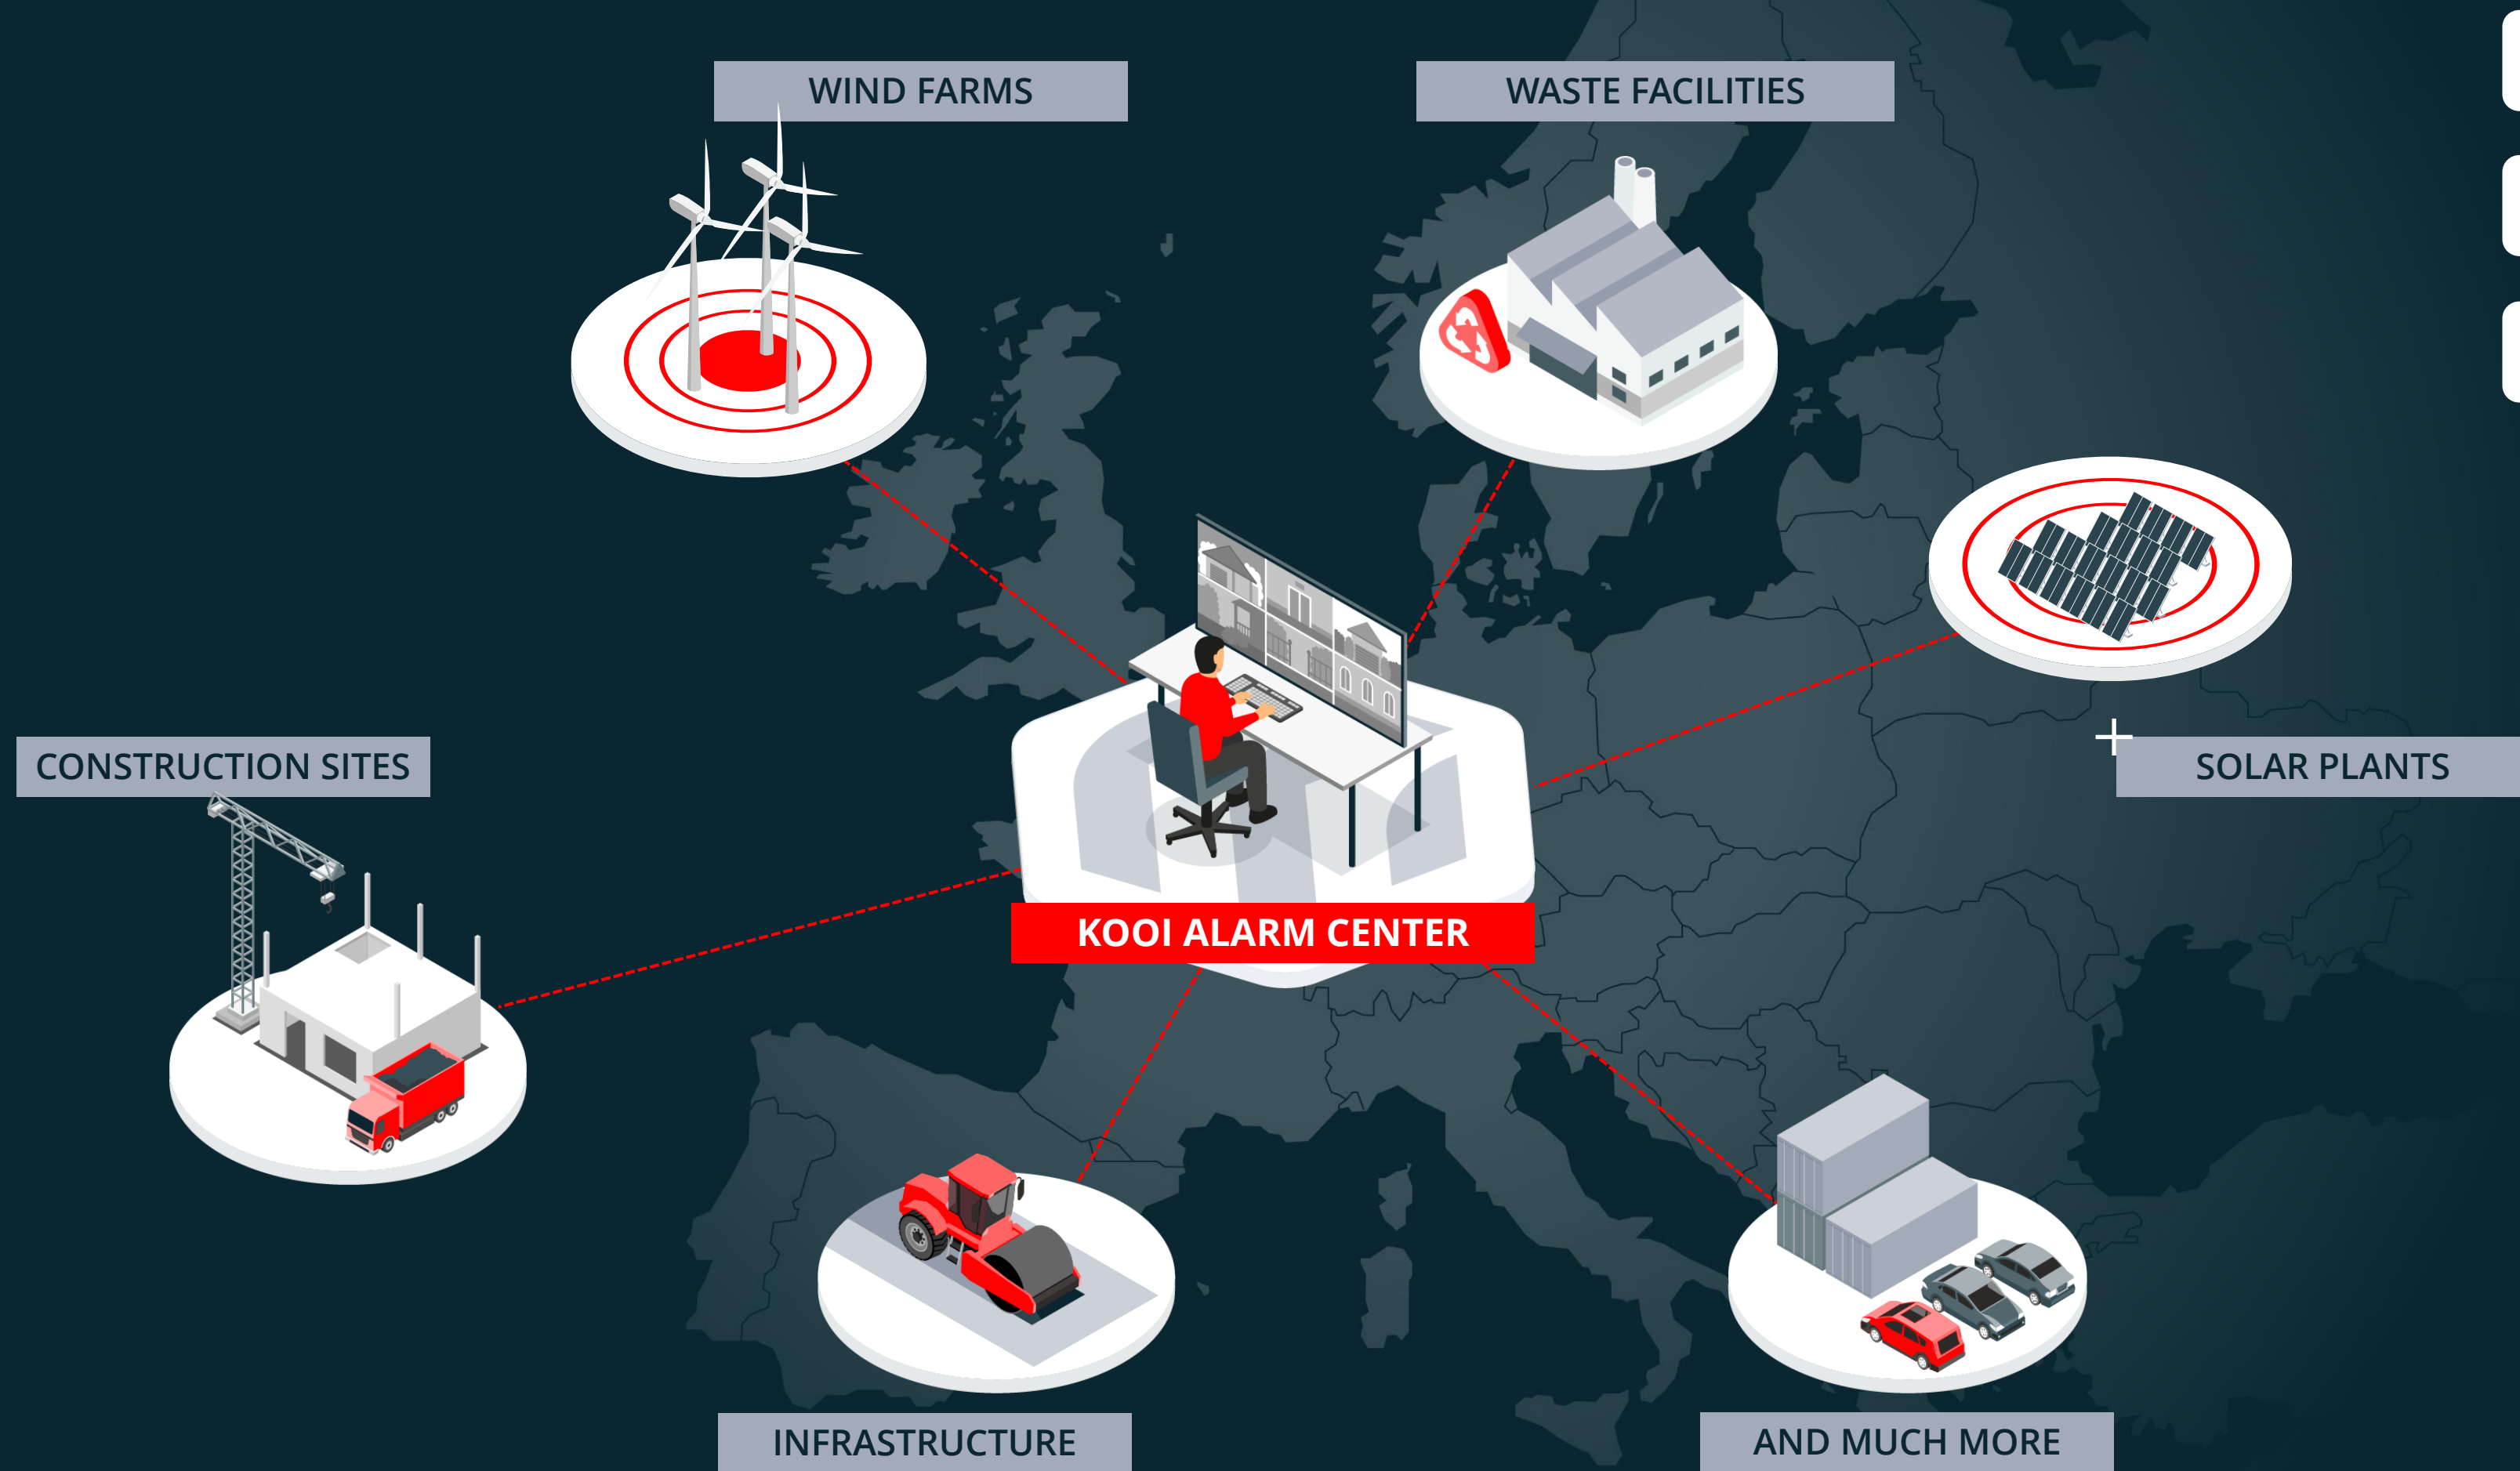 WIND FARMS
WASTE FACILITIES
CONSTRUCTION SITES
SOLAR PLANTS
KOOI ALARM CENTER
INFRASTRUCTURE
AND MUCH MORE